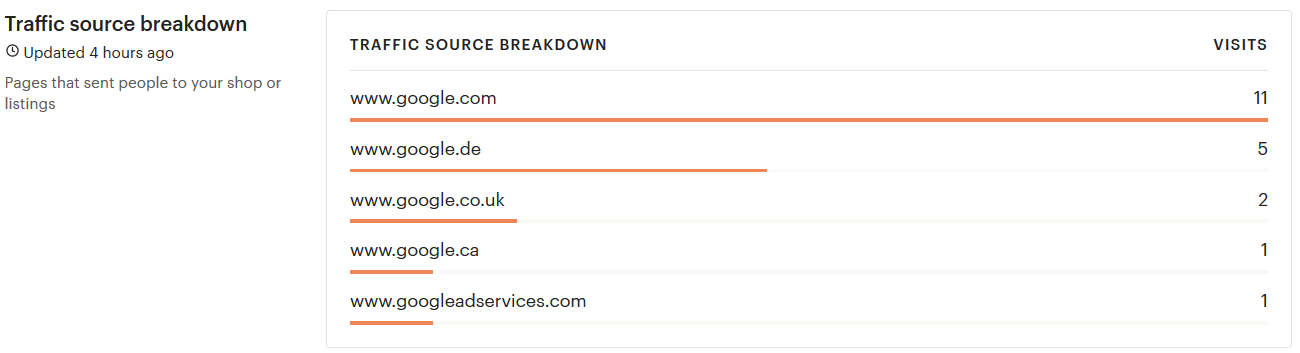 Traffic source breakdown
Updated 4 hours ago
Pages that sent people to your shop or
listings
TRAFFIC SOURCE BREAKDOWN VISITS
www.google.com 11
www.google.de 5
www.google.co.uk 2
www.google.ca 1
www.googleadservices.com 1